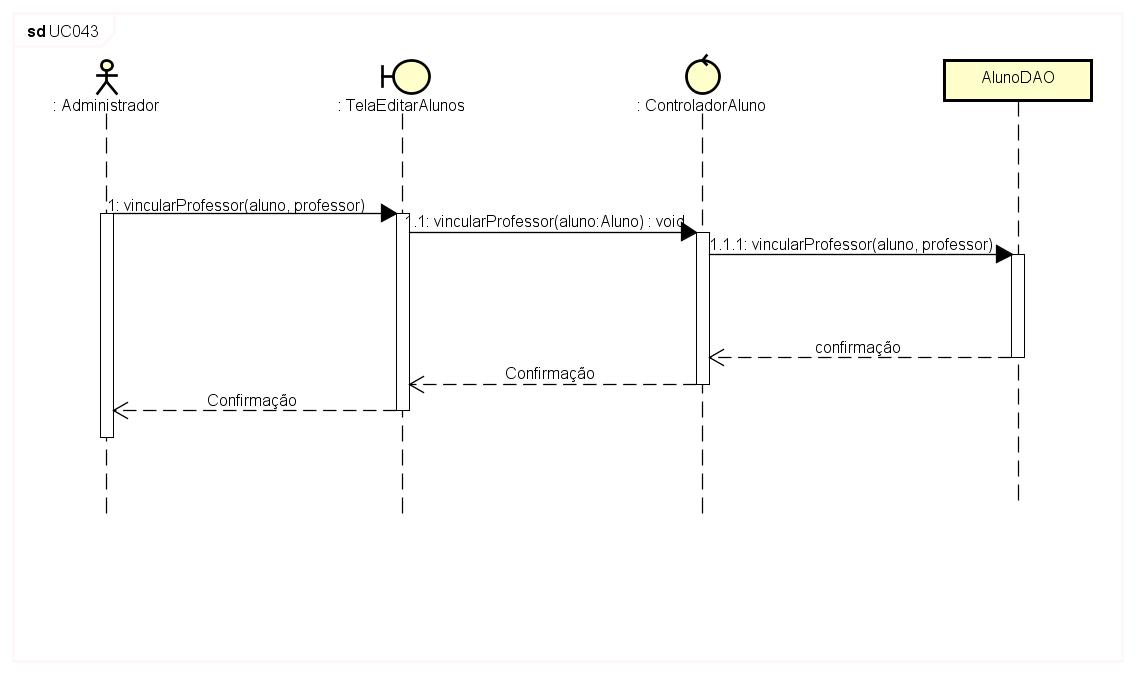 sd UC043
: Administrador
: TelaEditarAlunos
: ControladorAluno
AlunoDAO
1: vincularProfessor(aluno, professor)
1.1: vincularProfessor(aluno:Aluno) : void
1.1.1: vincularProfessor(aluno, professor)
confirmação
Confirmação
Confirmação